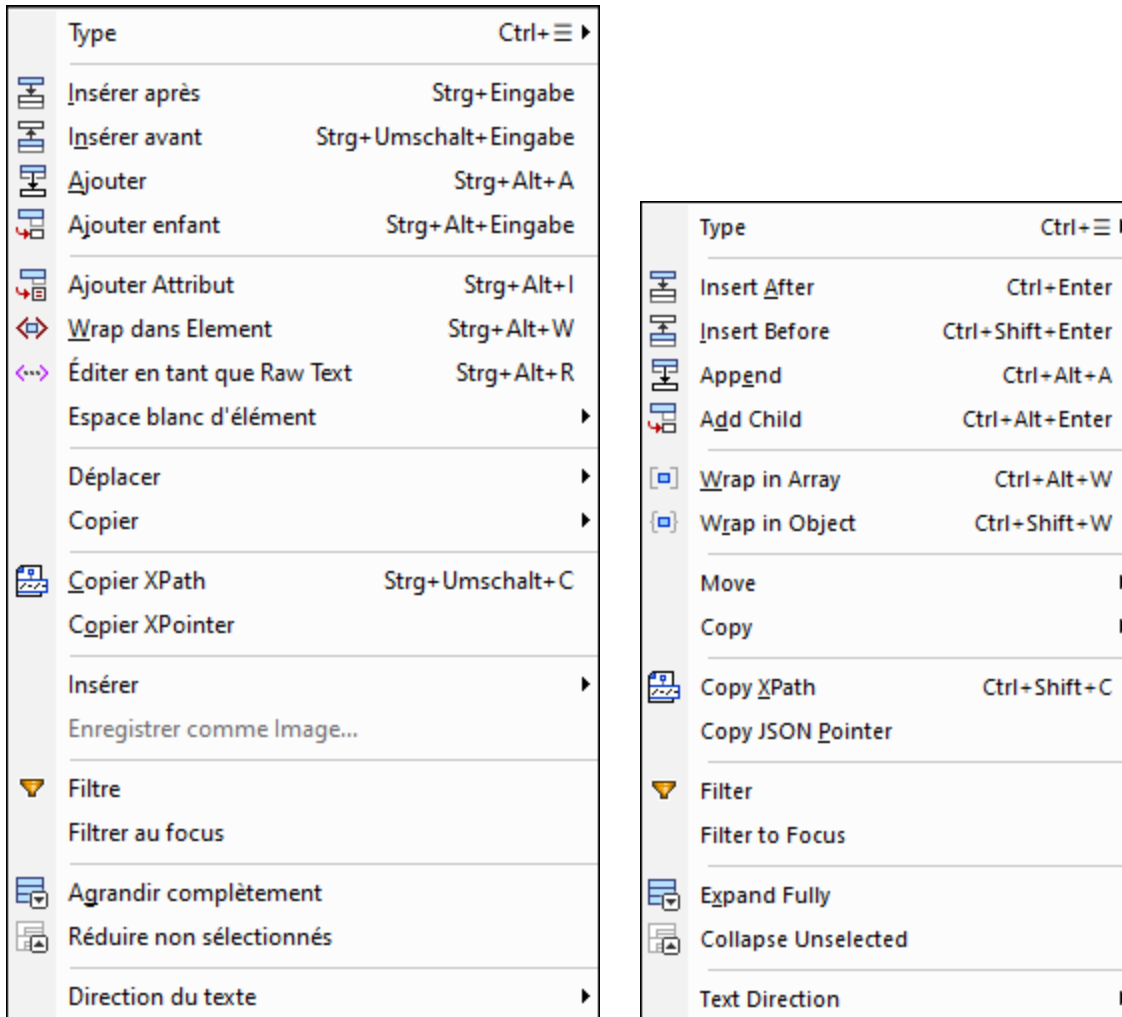 Type Ctrl+☰
Insérer après Strg+Eingabe
Insérer avant Strg+Umschalt+Eingabe
Ajouter Strg+Alt+A
Ajouter enfant Strg+Alt+Eingabe
Ajouter Attribut Strg+Alt+I
Wrap dans Element Strg+Alt+W
Éditer en tant que Raw Text Strg+Alt+R
Espace blanc d'élément
Déplacer
Copier
Copier XPath Strg+Umschalt+C
Copier XPointer
Insérer
Enregistrer comme Image...
Filtre
Filtrer au focus
Agrandir complètement
Réduire non sélectionnés
Direction du texte
Type Ctrl+☰
Insert After Ctrl+Enter
Insert Before Ctrl+Shift+Enter
Append Ctrl+Alt+A
Add Child Ctrl+Alt+Enter
Wrap in Array Ctrl+Alt+W
Wrap in Object Ctrl+Shift+W
Move
Copy
Copy XPath Ctrl+Shift+C
Copy JSON Pointer
Filter
Filter to Focus
Expand Fully
Collapse Unselected
Text Direction